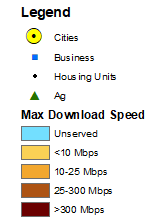 Legend
Cities
Business
Housing Units
Ag
Max Download Speed
Unserved
<10 Mbps
10-25 Mbps
25-300 Mbps
>300 Mbps